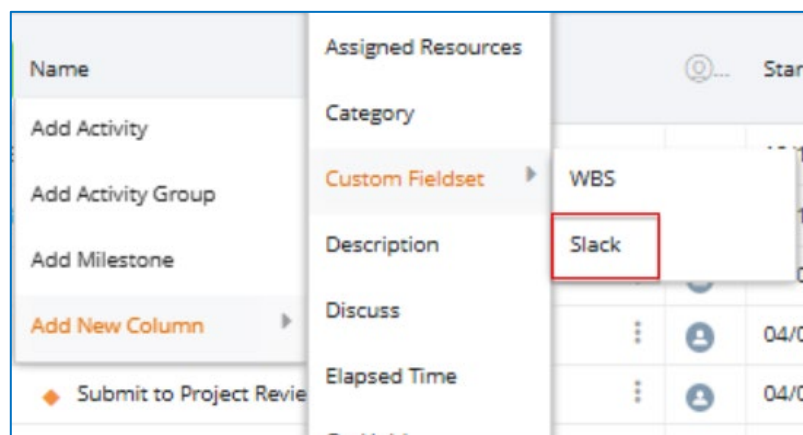 Name
Add Activity
Add Activity Group
Add Milestone
Add New Column
Submit to Project Revie
Assigned Resources
Category
Custom Fieldset
Description
Discuss
Elapsed Time
WBS
Slack
Star
04/0
04/0